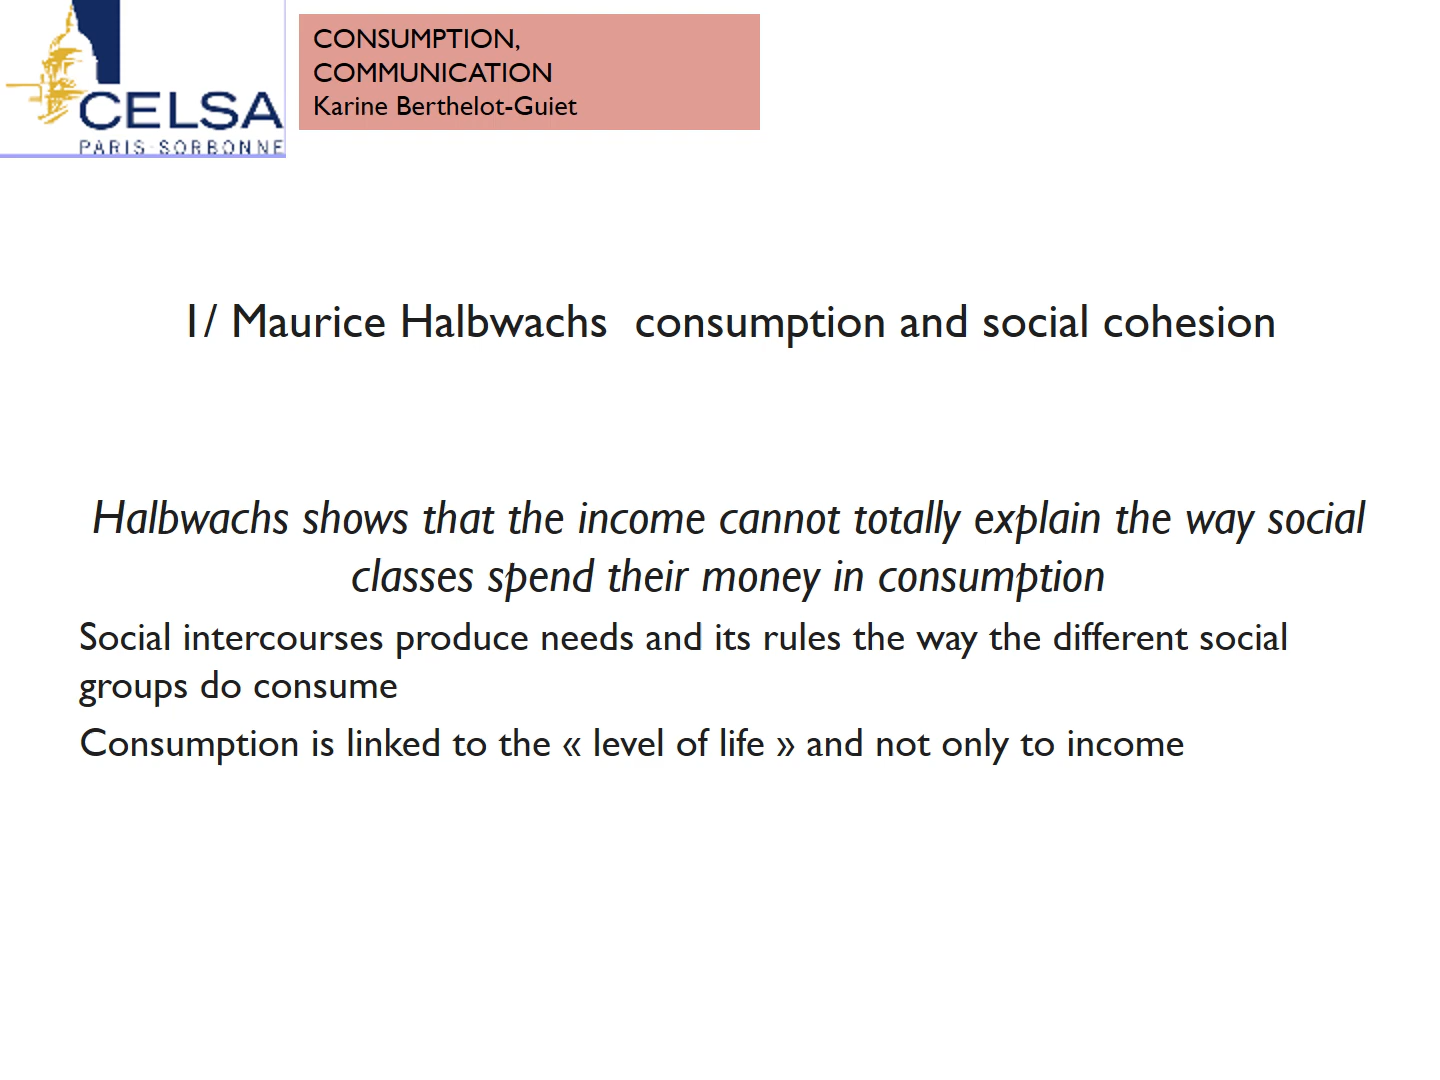 CELSA
PARIS-SORBONNE
CONSUMPTION,
COMMUNICATION
Karine Berthelot-Guiet
1/ Maurice Halbwachs  consumption and social cohesion
Halbwachs shows that the income cannot totally explain the way social
classes spend their money in consumption
Social intercourses produce needs and its rules the way the different social
groups do consume
Consumption is linked to the « level of life » and not only to income